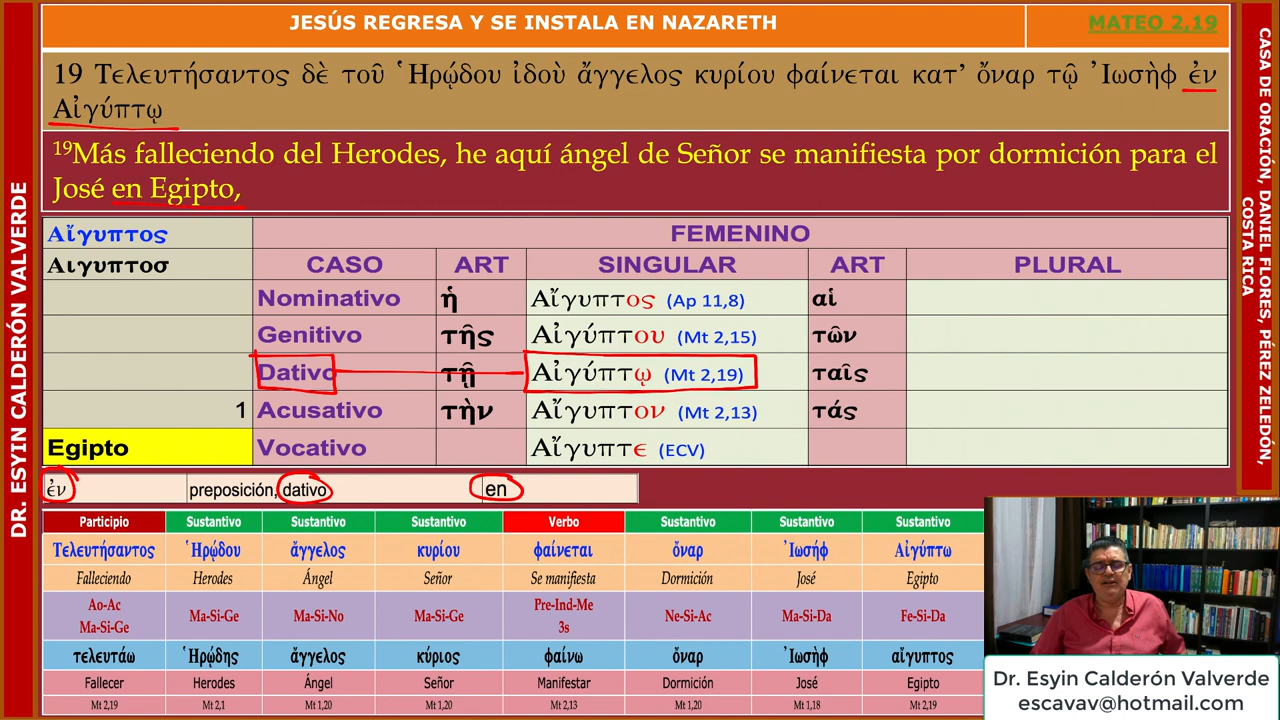 JESÚS REGRESA Y SE INSTALA EN NAZARETH
MATEO 2,19
19 Τελευτήσαντος δὲ τοῦ Ἡρῴδου ἰδοὺ ἄγγελος κυρίου φαίνεται κατ’ ὄναρ τῷ Ἰωσὴφ ἐν
Αἰγύπτῳ
19Más falleciendo del Herodes, he aquí ángel de Señor se manifiesta por dormición para el
José en Egipto,
Αἴγυπτος FEMENINO
Αιγυπτοσ CASO ART SINGULAR ART PLURAL
Nominativo ἡ Αἴγυπτος (Ap 11,8) αἱ
Genitivo τῆς Αἰγύπτου (Mt 2,15) τῶν
Dativo τῇ Αἰγύπτῳ (Mt 2,19) ταῖς
1 Acusativo τὴν Αἴγυπτον (Mt 2,13) τάς
Egipto Vocativo Αἴγυπτε (ECV)
ἐν preposición, dativo en
Participio Sustantivo Sustantivo Sustantivo Verbo Sustantivo Sustantivo Sustantivo
Τελευτήσαντος Ἡρῴδου ἄγγελος κυρίου φαίνεται ὄναρ Ἰωσήφ Αἰγύπτω
Falleciendo Herodes Ángel Señor Se manifiesta Dormición José Egipto
Ao-Ac
Ma-Si-Ge Ma-Si-Ge Ma-Si-No Ma-Si-Ge Pre-Ind-Me
3s Ne-Si-Ac Ma-Si-Da Fe-Si-Da
τελευτάω Ἡρῴδης ἄγγελος κύριος φαίνω ὄναρ Ἰωσὴφ αἴγυπτος
Fallecer Herodes Ángel Señor Manifestar Dormición José Egipto
Mt 2,19 Mt 2,1 Mt 1,20 Mt 1,20 Mt 2,13 Mt 1,20 Mt 1,18 Mt 2,19
DR. ESYIN CALDERÓN VALVERDE
CASA DE ORACIÓN, DANIEL FLORES, PÉREZ ZELEDÓN,
COSTA RICA
Dr. Esyin Calderón Valverde
escavav@hotmail.com